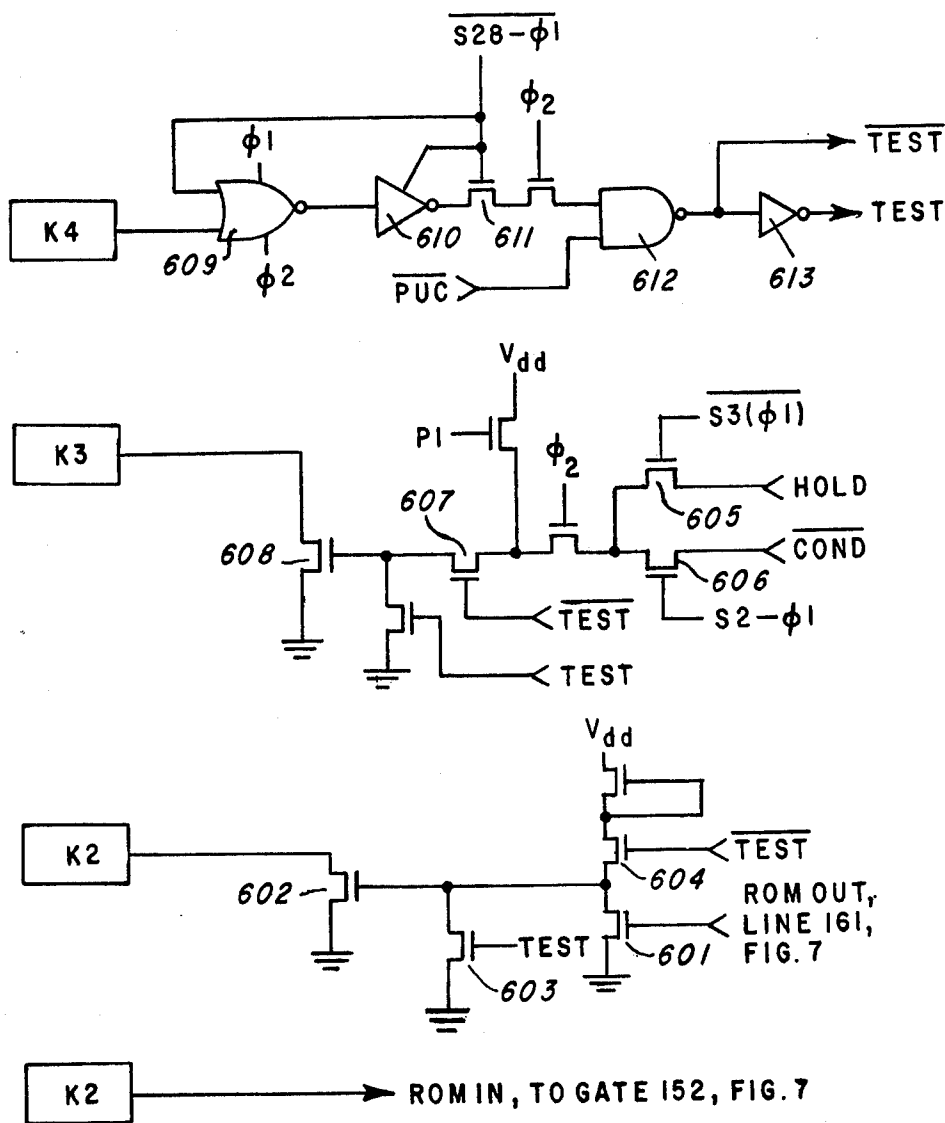 S28-ϕ1
ϕ2
ϕ1
TEST
K4
609
610
611
TEST
ϕ2
PUC
612
613
Vdd
S3(ϕ1)
K3
P1
ϕ2
HOLD
607
605
COND
608
606
TEST
S2-ϕ1
TEST
Vdd
K2
TEST
604
602
ROM OUT,
LINE 161,
FIG. 7
TEST
601
603
K2
ROM IN, TO GATE 152, FIG. 7